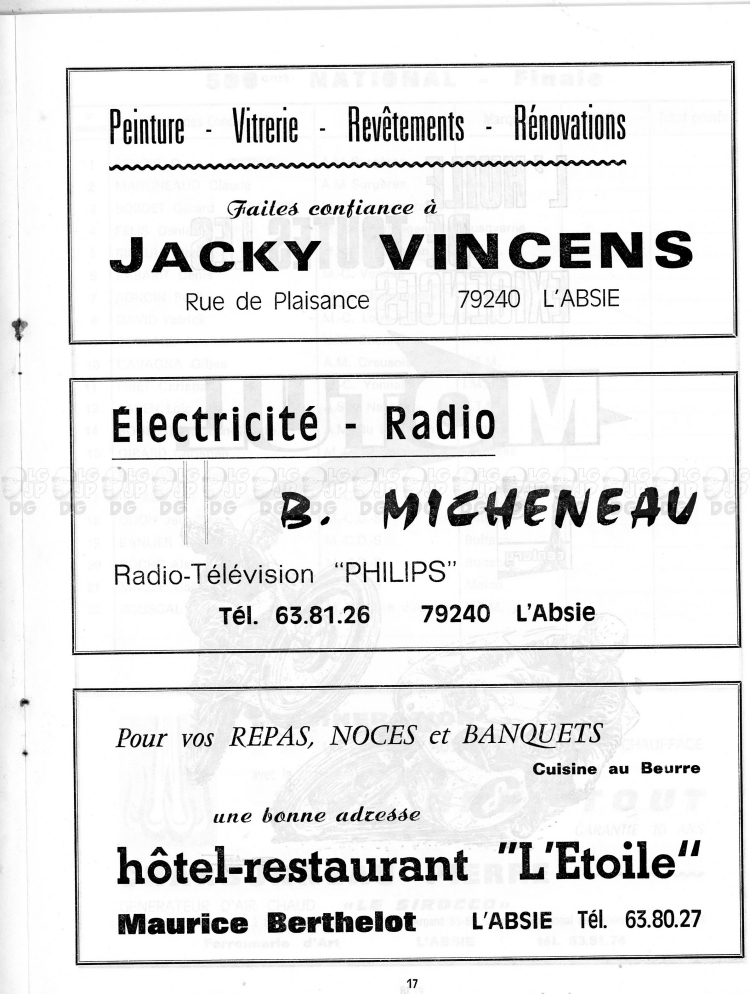 Peinture - Vitrerie - Revêtements - Rénovations
Faites confiance à
JACKY VINCENS
Rue de Plaisance 79240 L'ABSIE
Électricité - Radio
B. MICHENEAU
Radio-Télévision "PHILIPS"
Tél. 63.81.26 79240 L'Absie
Pour vos REPAS, NOCES et BANQUETS
Cuisine au Beurre
une bonne adresse
hôtel-restaurant "L'Etoile"
Maurice Berthelot L'ABSIE Tél. 63.80.27
17